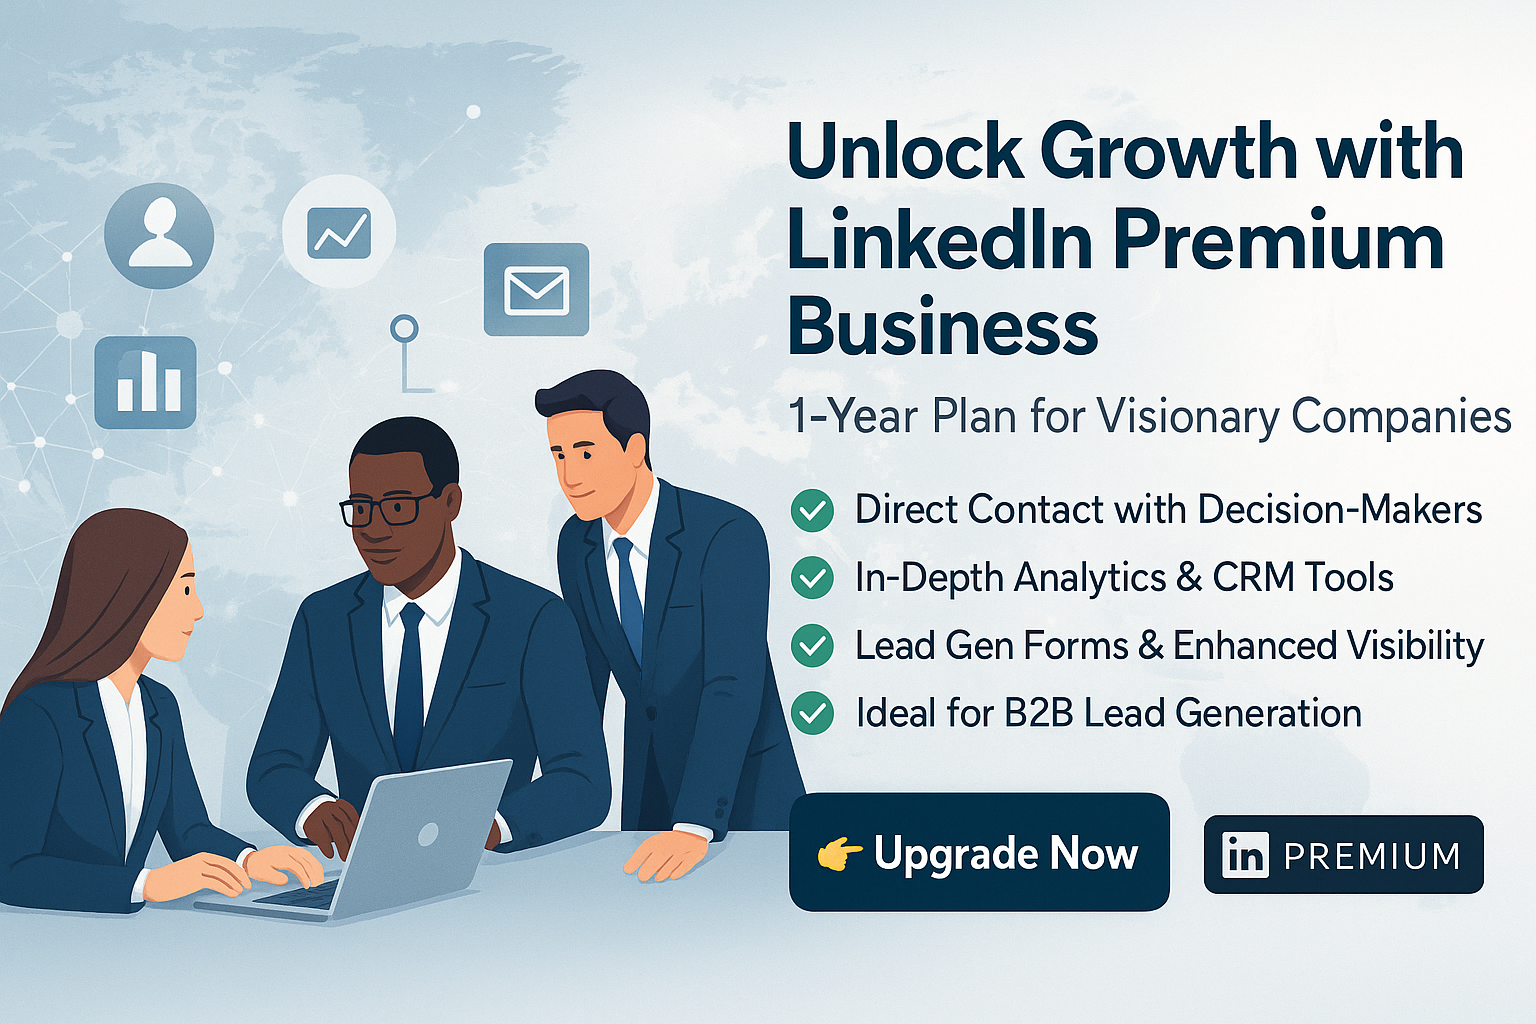 Unlock Growth with
LinkedIn Premium
Business
1-Year Plan for Visionary Companies
Direct Contact with Decision-Makers
In-Depth Analytics & CRM Tools
Lead Gen Forms & Enhanced Visibility
Ideal for B2B Lead Generation
👉 Upgrade Now
in PREMIUM